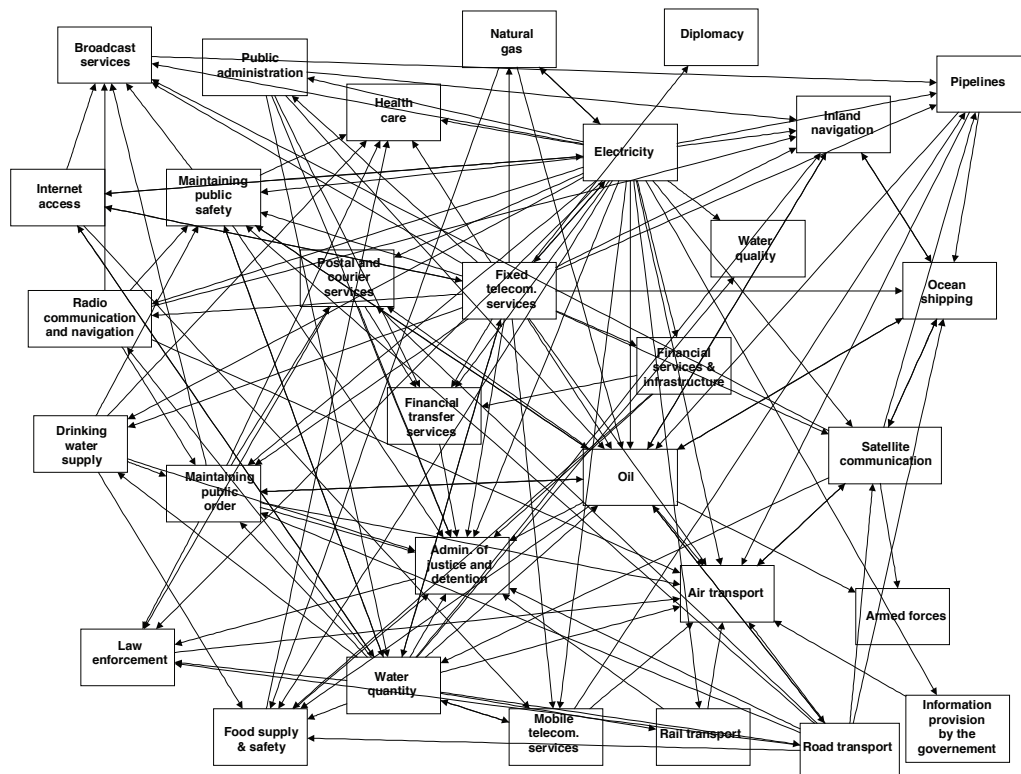 Natural
gas
Diplomacy
Broadcast
services
Public
administration
Pipelines
Health
care
Inland
navigation
Electricity
Internet
access
Maintaining
public
safety
Water
quality
Postal and
courier
services
Fixed
telecom.
services
Ocean
shipping
Radio
communication
and navigation
Financial
services &
infrastructure
Financial
transfer
services
Drinking
water
supply
Satellite
communication
Maintaining
public
order
Oil
Admin. of
justice and
detention
Air transport
Armed forces
Law
enforcement
Water
quantity
Food supply
& safety
Mobile
telecom.
services
Rail transport
Road transport
Information
provision
by the
governement